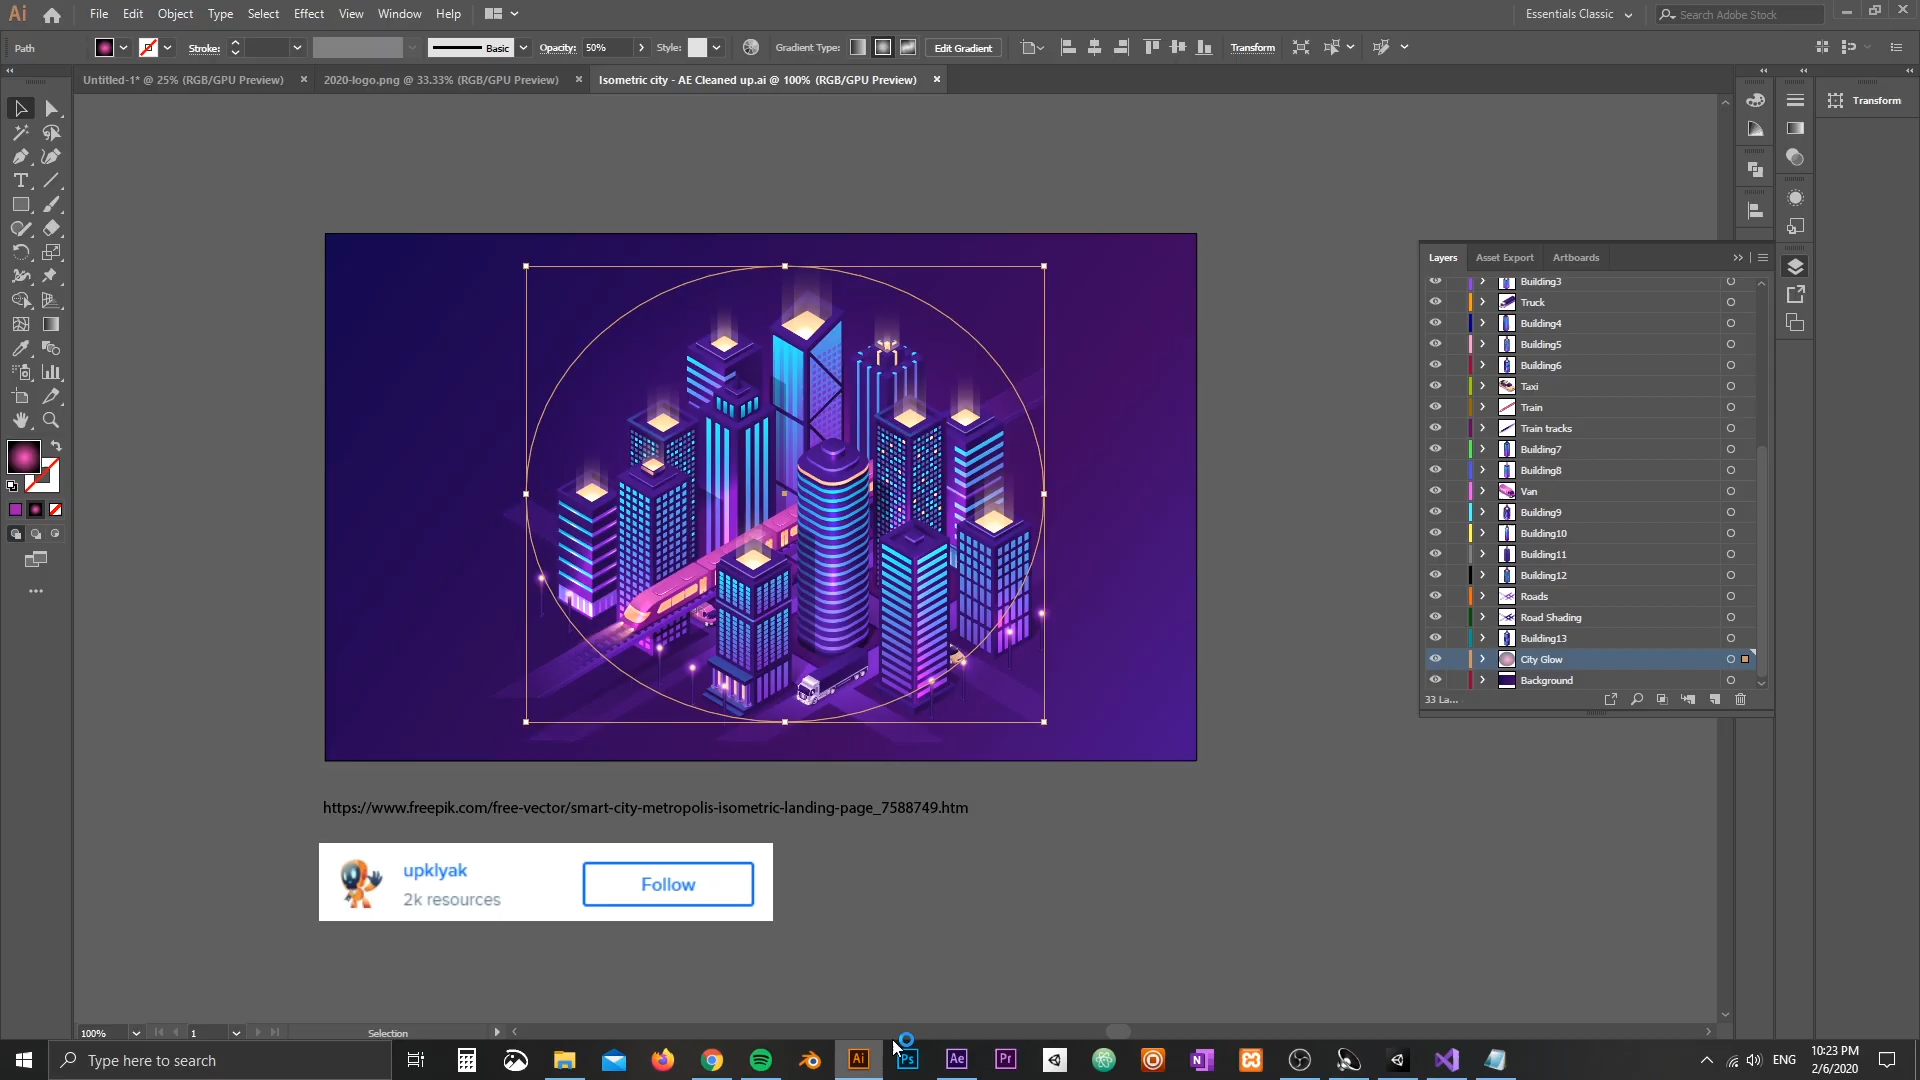 Ai File Edit Object Type Select Effect View Window Help Essentials Classic Search Adobe Stock
Path Stroke: Basic Opacity: 50% Style: Gradient Type: Edit Gradient Transform
Untitled-1* @ 25% (RGB/GPU Preview) 2020-logo.png @ 33.33% (RGB/GPU Preview) Isometric city - AE Cleaned up.ai @ 100% (RGB/GPU Preview)
Transform
Layers Asset Export Artboards
Building3
Truck
Building4
Building5
Building6
Taxi
Train
Train tracks
Building7
Building8
Van
Building9
Building10
Building11
Building12
Roads
Road Shading
Building13
City Glow
Background
33 La...
https://www.freepik.com/free-vector/smart-city-metropolis-isometric-landing-page_7588749.htm
upklyak
2k resources
Follow
100% 1 Selection
Type here to search
Ai Ps Ae Pr N
ENG
10:23 PM
2/6/2020